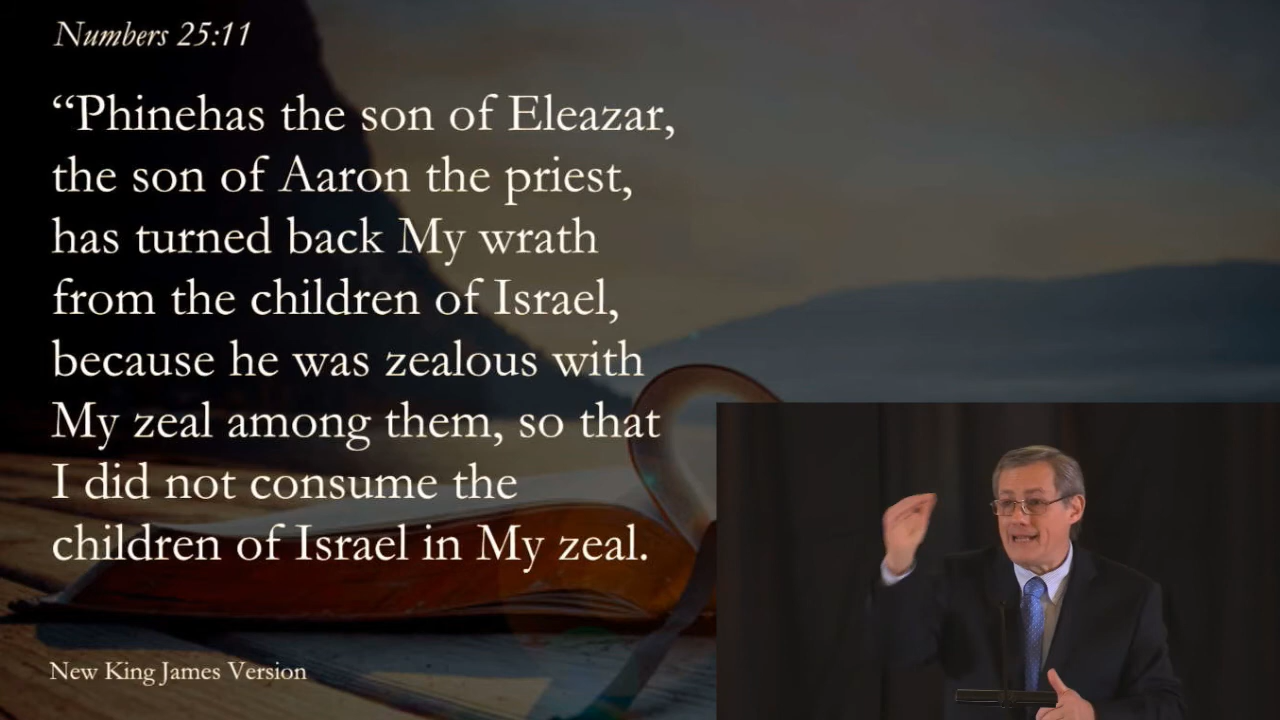 Numbers 25:11
“Phinehas the son of Eleazar,
the son of Aaron the priest,
has turned back My wrath
from the children of Israel,
because he was zealous with
My zeal among them, so that
I did not consume the
children of Israel in My zeal.
New King James Version